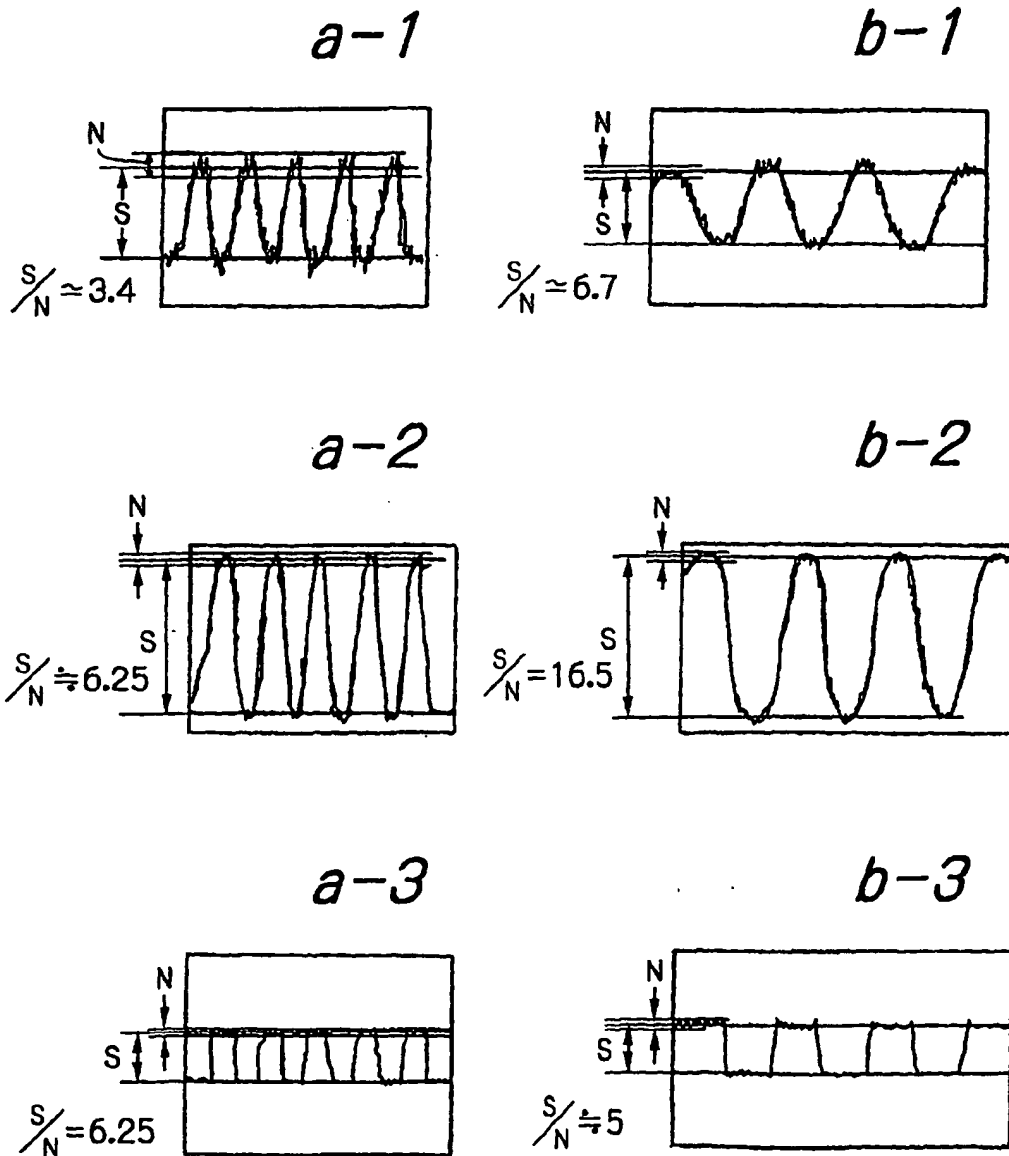 a-1
N
S
S/N≃3.4
b-1
N
S
S/N≃6.7
a-2
N
S
S/N≒6.25
b-2
N
S
S/N=16.5
a-3
N
S
S/N=6.25
b-3
N
S
S/N≒5